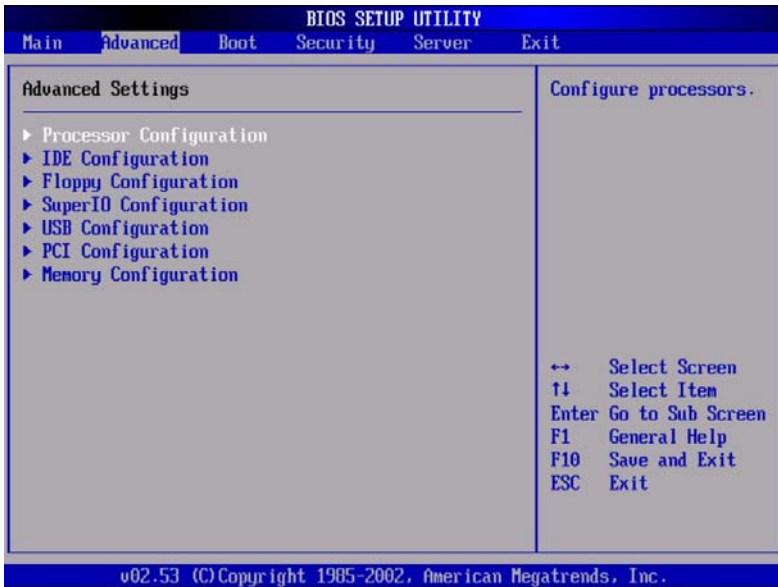 BIOS SETUP UTILITY
Main Advanced Boot Security Server Exit
Advanced Settings
Processor Configuration
IDE Configuration
Floppy Configuration
SuperIO Configuration
USB Configuration
PCI Configuration
Memory Configuration
Configure processors.
↔ Select Screen
↑↓ Select Item
Enter Go to Sub Screen
F1 General Help
F10 Save and Exit
ESC Exit
v02.53 (C)Copyright 1985-2002, American Megatrends, Inc.